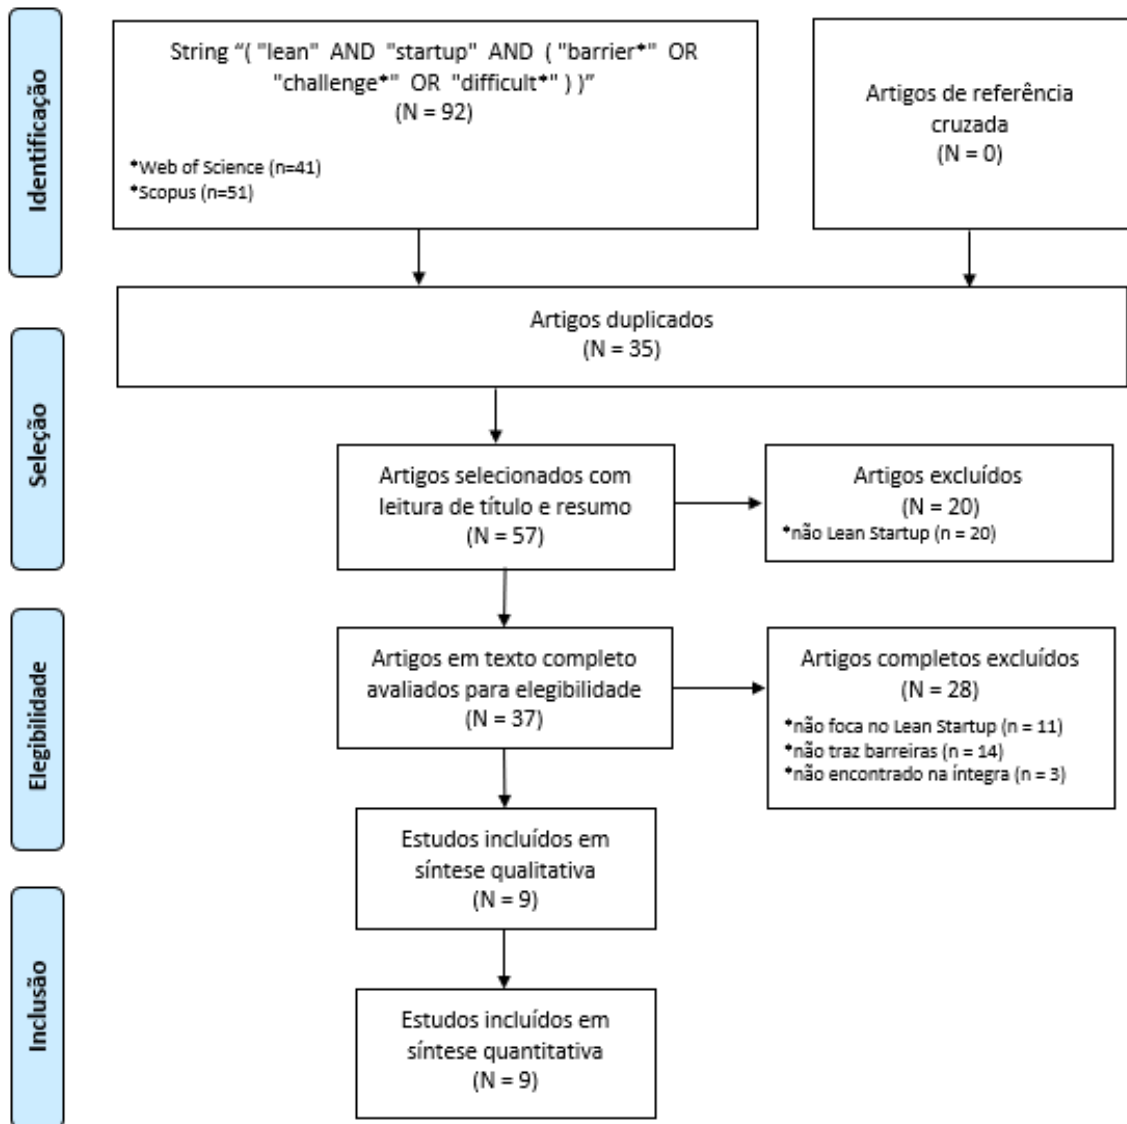 Identificação
String “( "lean" AND "startup" AND ( "barrier*" OR
"challenge*" OR "difficult*" ) )”
(N = 92)
*Web of Science (n=41)
*Scopus (n=51)
Artigos de referência
cruzada
(N = 0)
Artigos duplicados
(N = 35)
Seleção
Artigos selecionados com
leitura de título e resumo
(N = 57)
Artigos excluídos
(N = 20)
*não Lean Startup (n = 20)
Elegibilidade
Artigos em texto completo
avaliados para elegibilidade
(N = 37)
Artigos completos excluídos
(N = 28)
*não foca no Lean Startup (n = 11)
*não traz barreiras (n = 14)
*não encontrado na íntegra (n = 3)
Estudos incluídos em
síntese qualitativa
(N = 9)
Inclusão
Estudos incluídos em
síntese quantitativa
(N = 9)